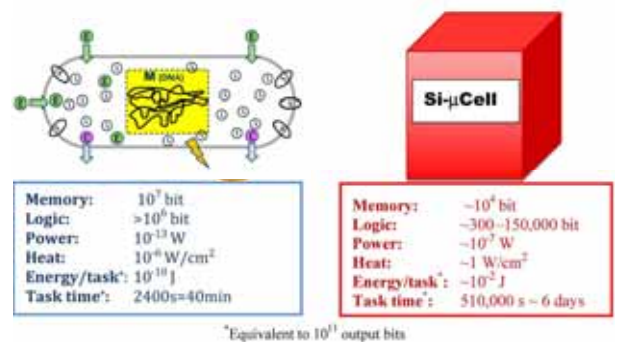 M (DNA)
Si-µCell
Memory: 10⁷ bit
Logic: >10⁶ bit
Power: 10⁻¹³ W
Heat: 10⁻⁶ W/cm²
Energy/task*: 10⁻¹⁰ J
Task time*: 2400s=40min
Memory: ~10⁴ bit
Logic: ~300–150,000 bit
Power: ~10⁻⁷ W
Heat: ~1 W/cm²
Energy/task*: ~10⁻² J
Task time*: 510,000 s ~ 6 days
*Equivalent to 10¹¹ output bits